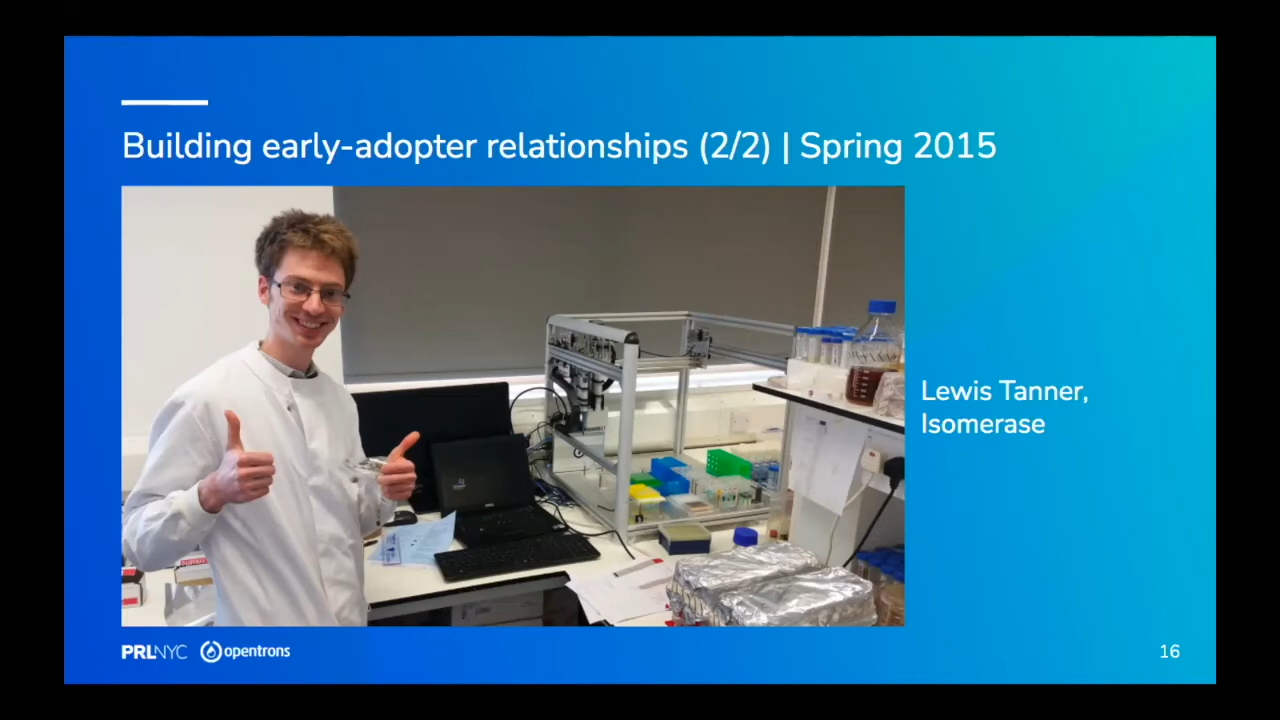 Building early-adopter relationships (2/2) | Spring 2015
Lewis Tanner,
Isomerase
PRLNYC opentrons
16